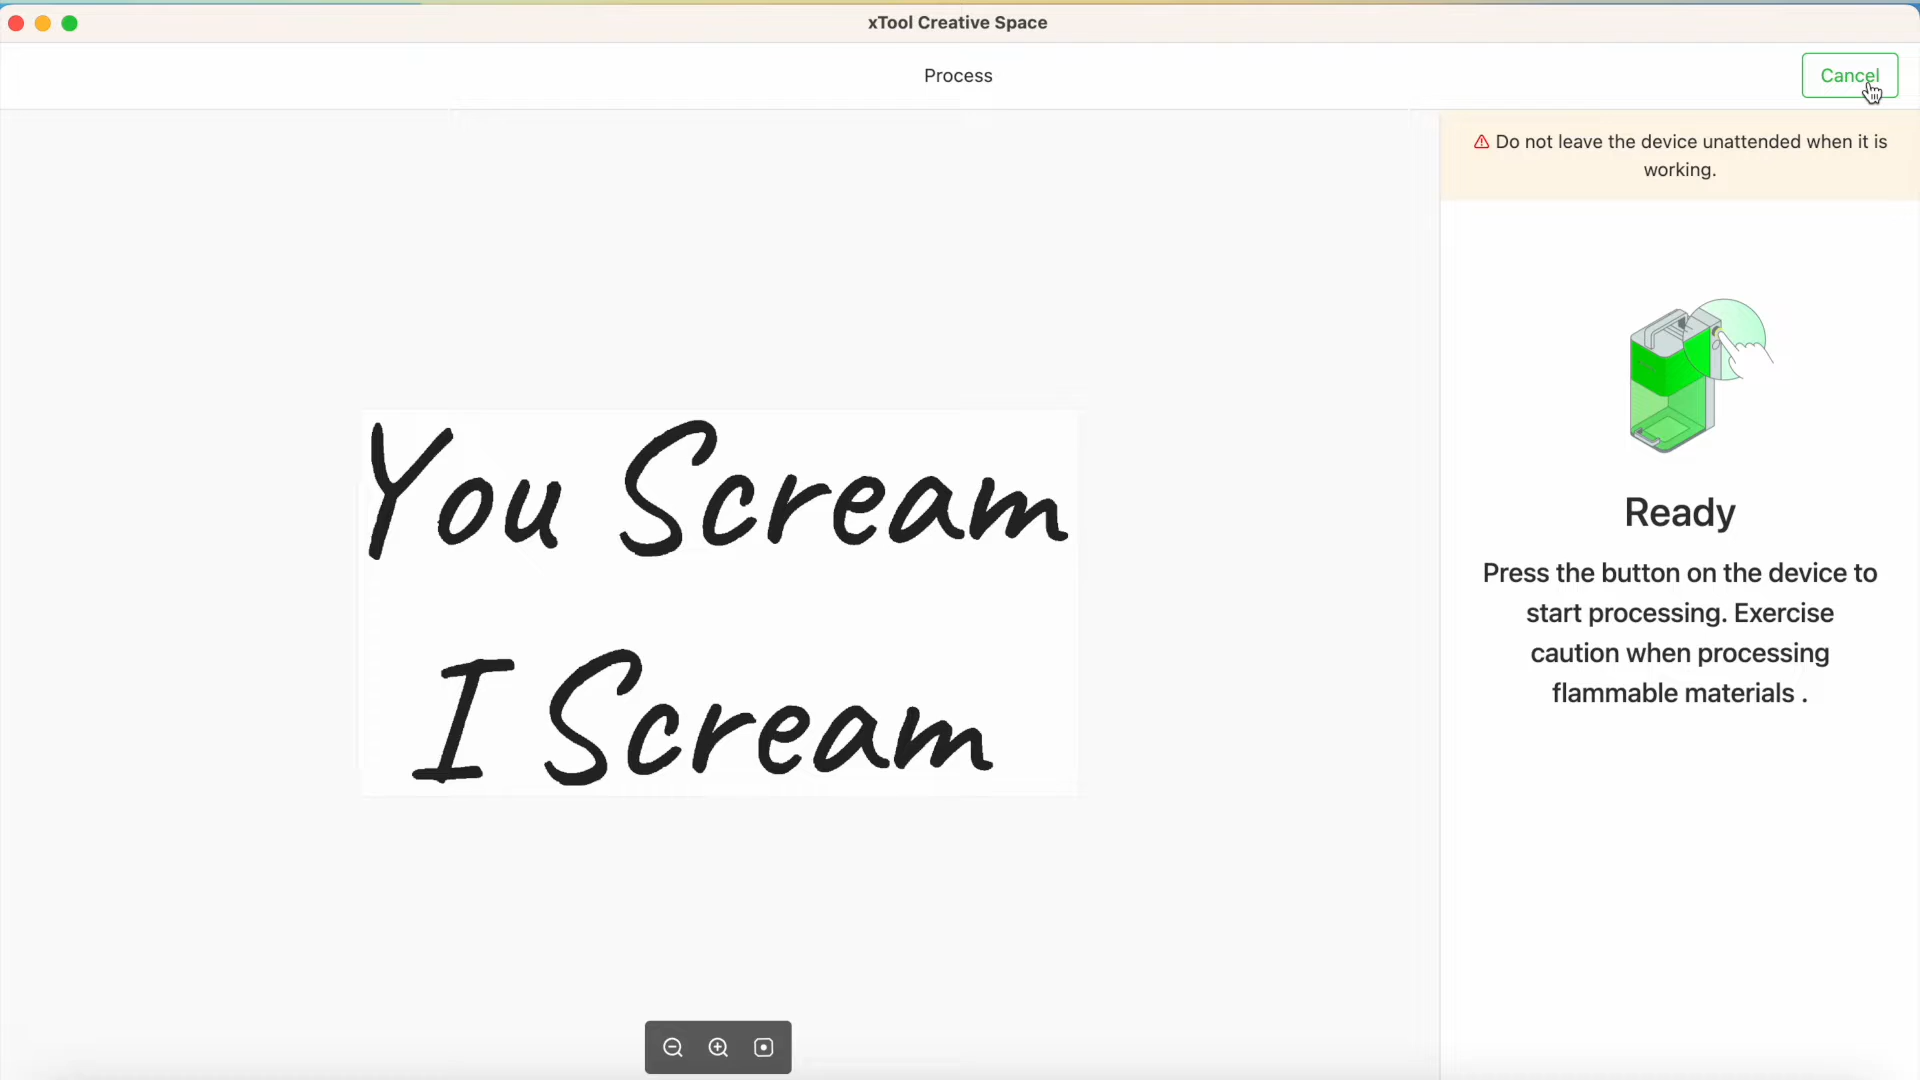 xTool Creative Space
Process
Cancel
Do not leave the device unattended when it is
working.
You Scream
I Scream
Ready
Press the button on the device to
start processing. Exercise
caution when processing
flammable materials .